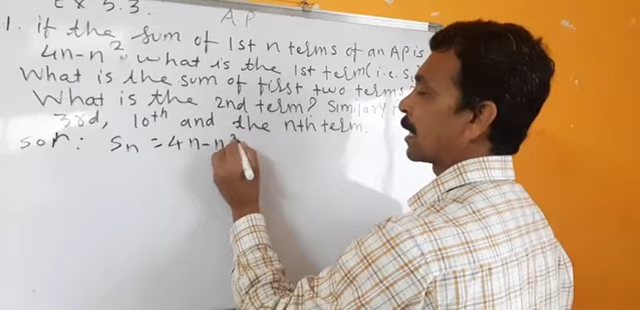 Ex 5.3.
AP
1. if the sum of 1st n terms of an AP is
4n-n². what is the 1st term (i.e. S
What is the sum of first two terms
What is the 2nd term? Similary
3rd, 10th and the nth term.
sol: Sn = 4n-n²